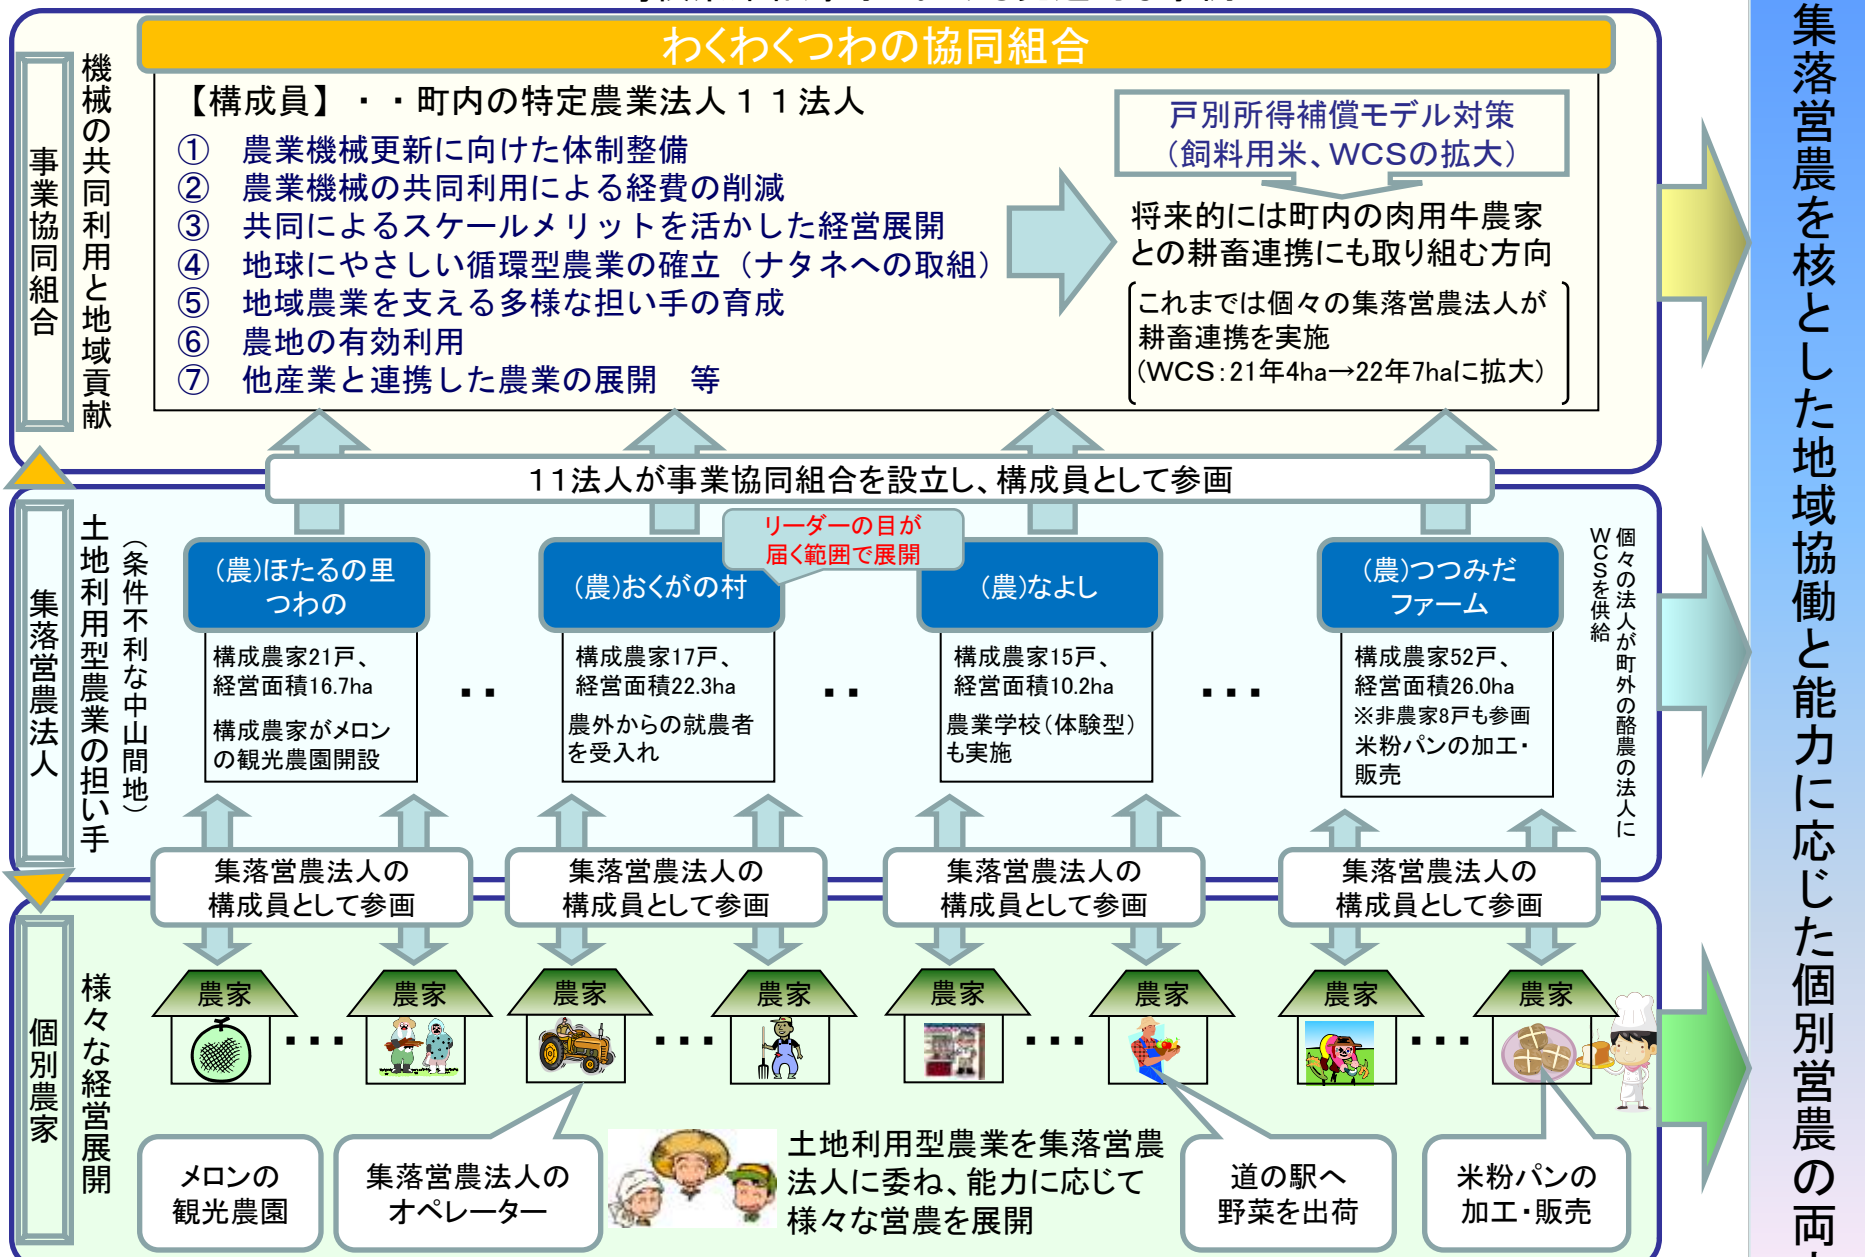 わくわくつわの協同組合
事業協同組合
機械の共同利用と地域貢献
【構成員】・・町内の特定農業法人11法人
① 農業機械更新に向けた体制整備
② 農業機械の共同利用による経費の削減
③ 共同によるスケールメリットを活かした経営展開
④ 地球にやさしい循環型農業の確立（ナタネへの取組）
⑤ 地域農業を支える多様な担い手の育成
⑥ 農地の有効利用
⑦ 他産業と連携した農業の展開 等
戸別所得補償モデル対策
（飼料用米、WCSの拡大）
将来的には町内の肉用牛農家
との耕畜連携にも取り組む方向
これまでは個々の集落営農法人が
耕畜連携を実施
（WCS：21年4ha→22年7haに拡大）
11法人が事業協同組合を設立し、構成員として参画
集落営農法人
土地利用型農業の担い手
（条件不利な中山間地）
リーダーの目が
届く範囲で展開
（農）ほたるの里
つわの
構成農家21戸、
経営面積16.7ha
構成農家がメロン
の観光農園開設
（農）おくがの村
構成農家17戸、
経営面積22.3ha
農外からの就農者
を受入れ
（農）なよし
構成農家15戸、
経営面積10.2ha
農業学校（体験型）
も実施
（農）つつみだ
ファーム
構成農家52戸、
経営面積26.0ha
※非農家8戸も参画
米粉パンの加工・
販売
個々の法人が町外の酪農の法人に
WCSを供給
集落営農法人の
構成員として参画
集落営農法人の
構成員として参画
集落営農法人の
構成員として参画
集落営農法人の
構成員として参画
個別農家
様々な経営展開
農家
農家
農家
農家
農家
農家
農家
農家
メロンの
観光農園
集落営農法人の
オペレーター
土地利用型農業を集落営農
法人に委ね、能力に応じて
様々な営農を展開
道の駅へ
野菜を出荷
米粉パンの
加工・販売
集落営農を核とした地域協働と能力に応じた個別営農の両